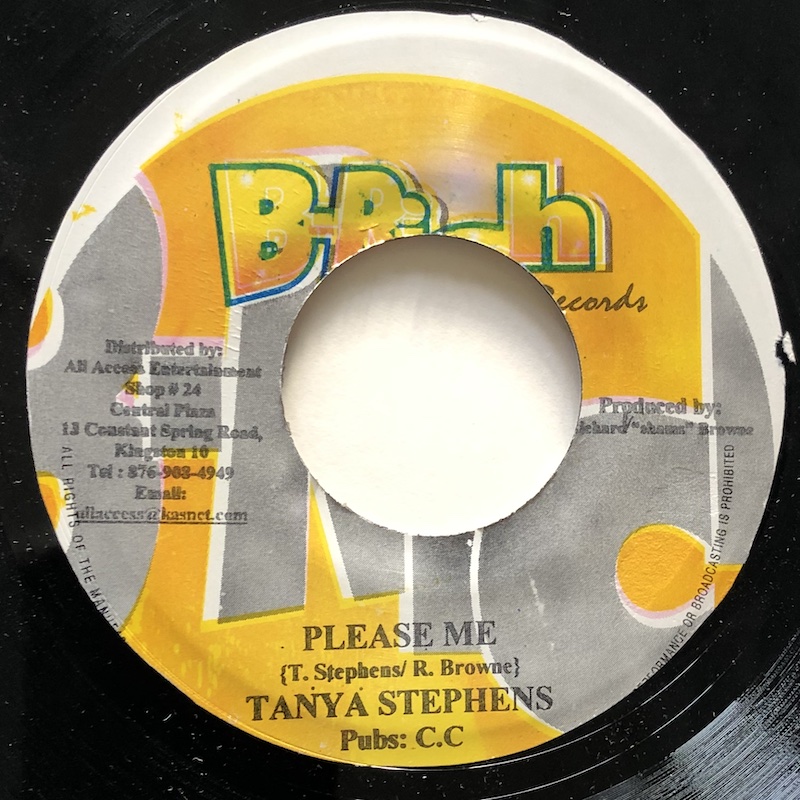 B-Rich
Records
Distributed by:
All Access Entertainment
Shop # 24
Central Plaza
13 Constant Spring Road,
Kingston 10
Tel : 876-908-4949
Email:
allaccess@kasnet.com
Produced by:
Richard "shams" Browne
ALL RIGHTS OF THE MANUF
PERFORMANCE OR BROADCASTING IS PROHIBITED
PLEASE ME
{T. Stephens/ R. Browne}
TANYA STEPHENS
Pubs: C.C